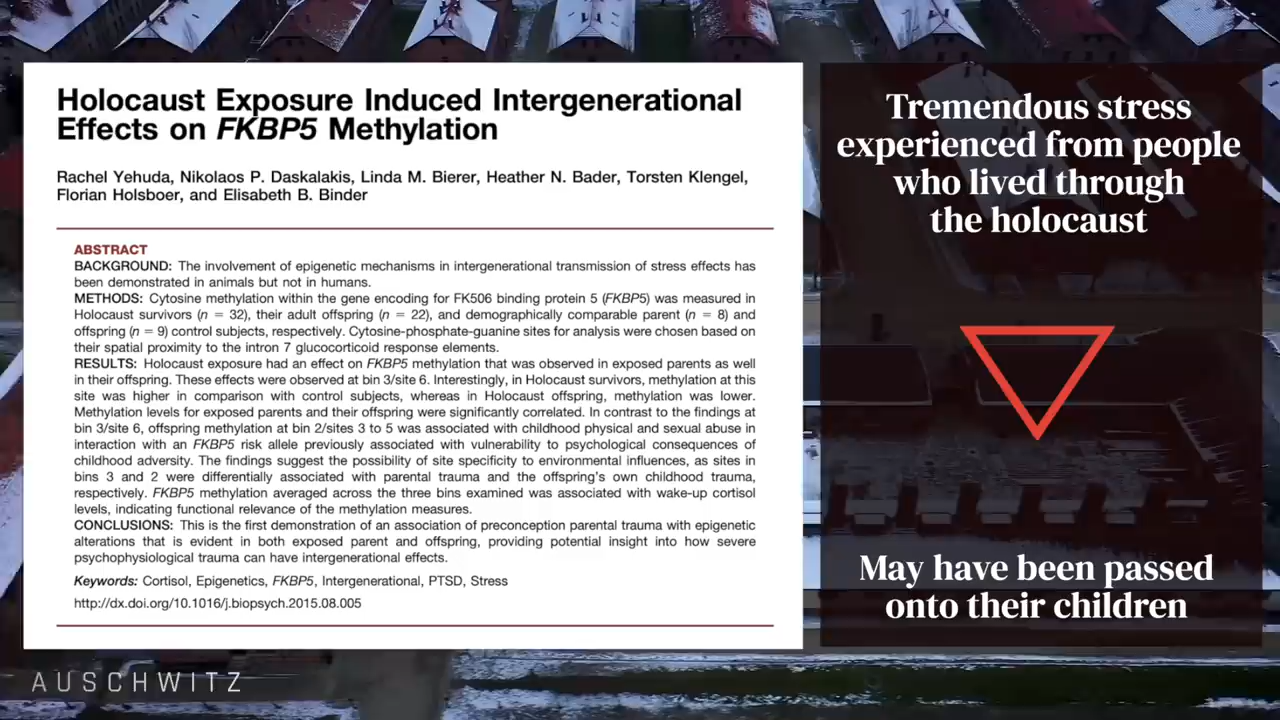 Holocaust Exposure Induced Intergenerational
Effects on FKBP5 Methylation
Rachel Yehuda, Nikolaos P. Daskalakis, Linda M. Bierer, Heather N. Bader, Torsten Klengel,
Florian Holsboer, and Elisabeth B. Binder
ABSTRACT
BACKGROUND: The involvement of epigenetic mechanisms in intergenerational transmission of stress effects has
been demonstrated in animals but not in humans.
METHODS: Cytosine methylation within the gene encoding for FK506 binding protein 5 (FKBP5) was measured in
Holocaust survivors (n = 32), their adult offspring (n = 22), and demographically comparable parent (n = 8) and
offspring (n = 9) control subjects, respectively. Cytosine-phosphate-guanine sites for analysis were chosen based on
their spatial proximity to the intron 7 glucocorticoid response elements.
RESULTS: Holocaust exposure had an effect on FKBP5 methylation that was observed in exposed parents as well
in their offspring. These effects were observed at bin 3/site 6. Interestingly, in Holocaust survivors, methylation at this
site was higher in comparison with control subjects, whereas in Holocaust offspring, methylation was lower.
Methylation levels for exposed parents and their offspring were significantly correlated. In contrast to the findings at
bin 3/site 6, offspring methylation at bin 2/sites 3 to 5 was associated with childhood physical and sexual abuse in
interaction with an FKBP5 risk allele previously associated with vulnerability to psychological consequences of
childhood adversity. The findings suggest the possibility of site specificity to environmental influences, as sites in
bins 3 and 2 were differentially associated with parental trauma and the offspring's own childhood trauma,
respectively. FKBP5 methylation averaged across the three bins examined was associated with wake-up cortisol
levels, indicating functional relevance of the methylation measures.
CONCLUSIONS: This is the first demonstration of an association of preconception parental trauma with epigenetic
alterations that is evident in both exposed parent and offspring, providing potential insight into how severe
psychophysiological trauma can have intergenerational effects.
Keywords: Cortisol, Epigenetics, FKBP5, Intergenerational, PTSD, Stress
http://dx.doi.org/10.1016/j.biopsych.2015.08.005
Tremendous stress
experienced from people
who lived through
the holocaust
May have been passed
onto their children
AUSCHWITZ